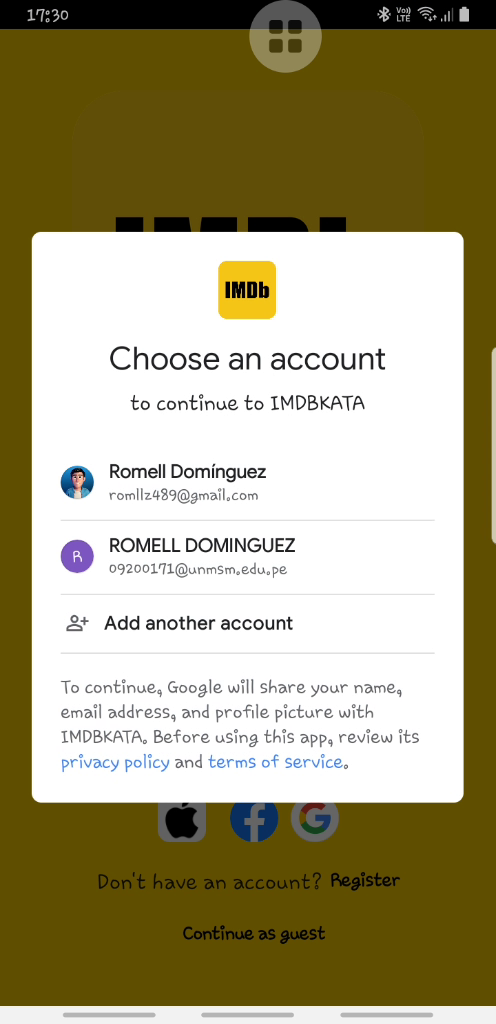 17:30
Vo))
LTE
IMDb
Choose an account
to continue to IMDBKATA
Romell Domínguez
romllz489@gmail.com
R
ROMELL DOMINGUEZ
09200171@unmsm.edu.pe
Add another account
To continue, Google will share your name,
email address, and profile picture with
IMDBKATA. Before using this app, review its
privacy policy and terms of service.
Don't have an account? Register
Continue as guest